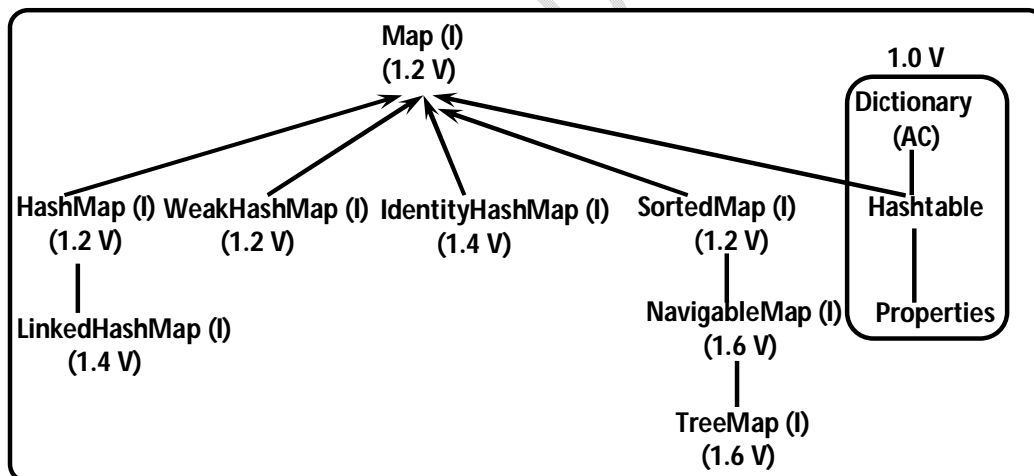 Map (I)
(1.2 V)
1.0 V
Dictionary
(AC)
HashMap (I)
(1.2 V)
WeakHashMap (I)
(1.2 V)
IdentityHashMap (I)
(1.4 V)
SortedMap (I)
(1.2 V)
Hashtable
LinkedHashMap (I)
(1.4 V)
NavigableMap (I)
(1.6 V)
Properties
TreeMap (I)
(1.6 V)